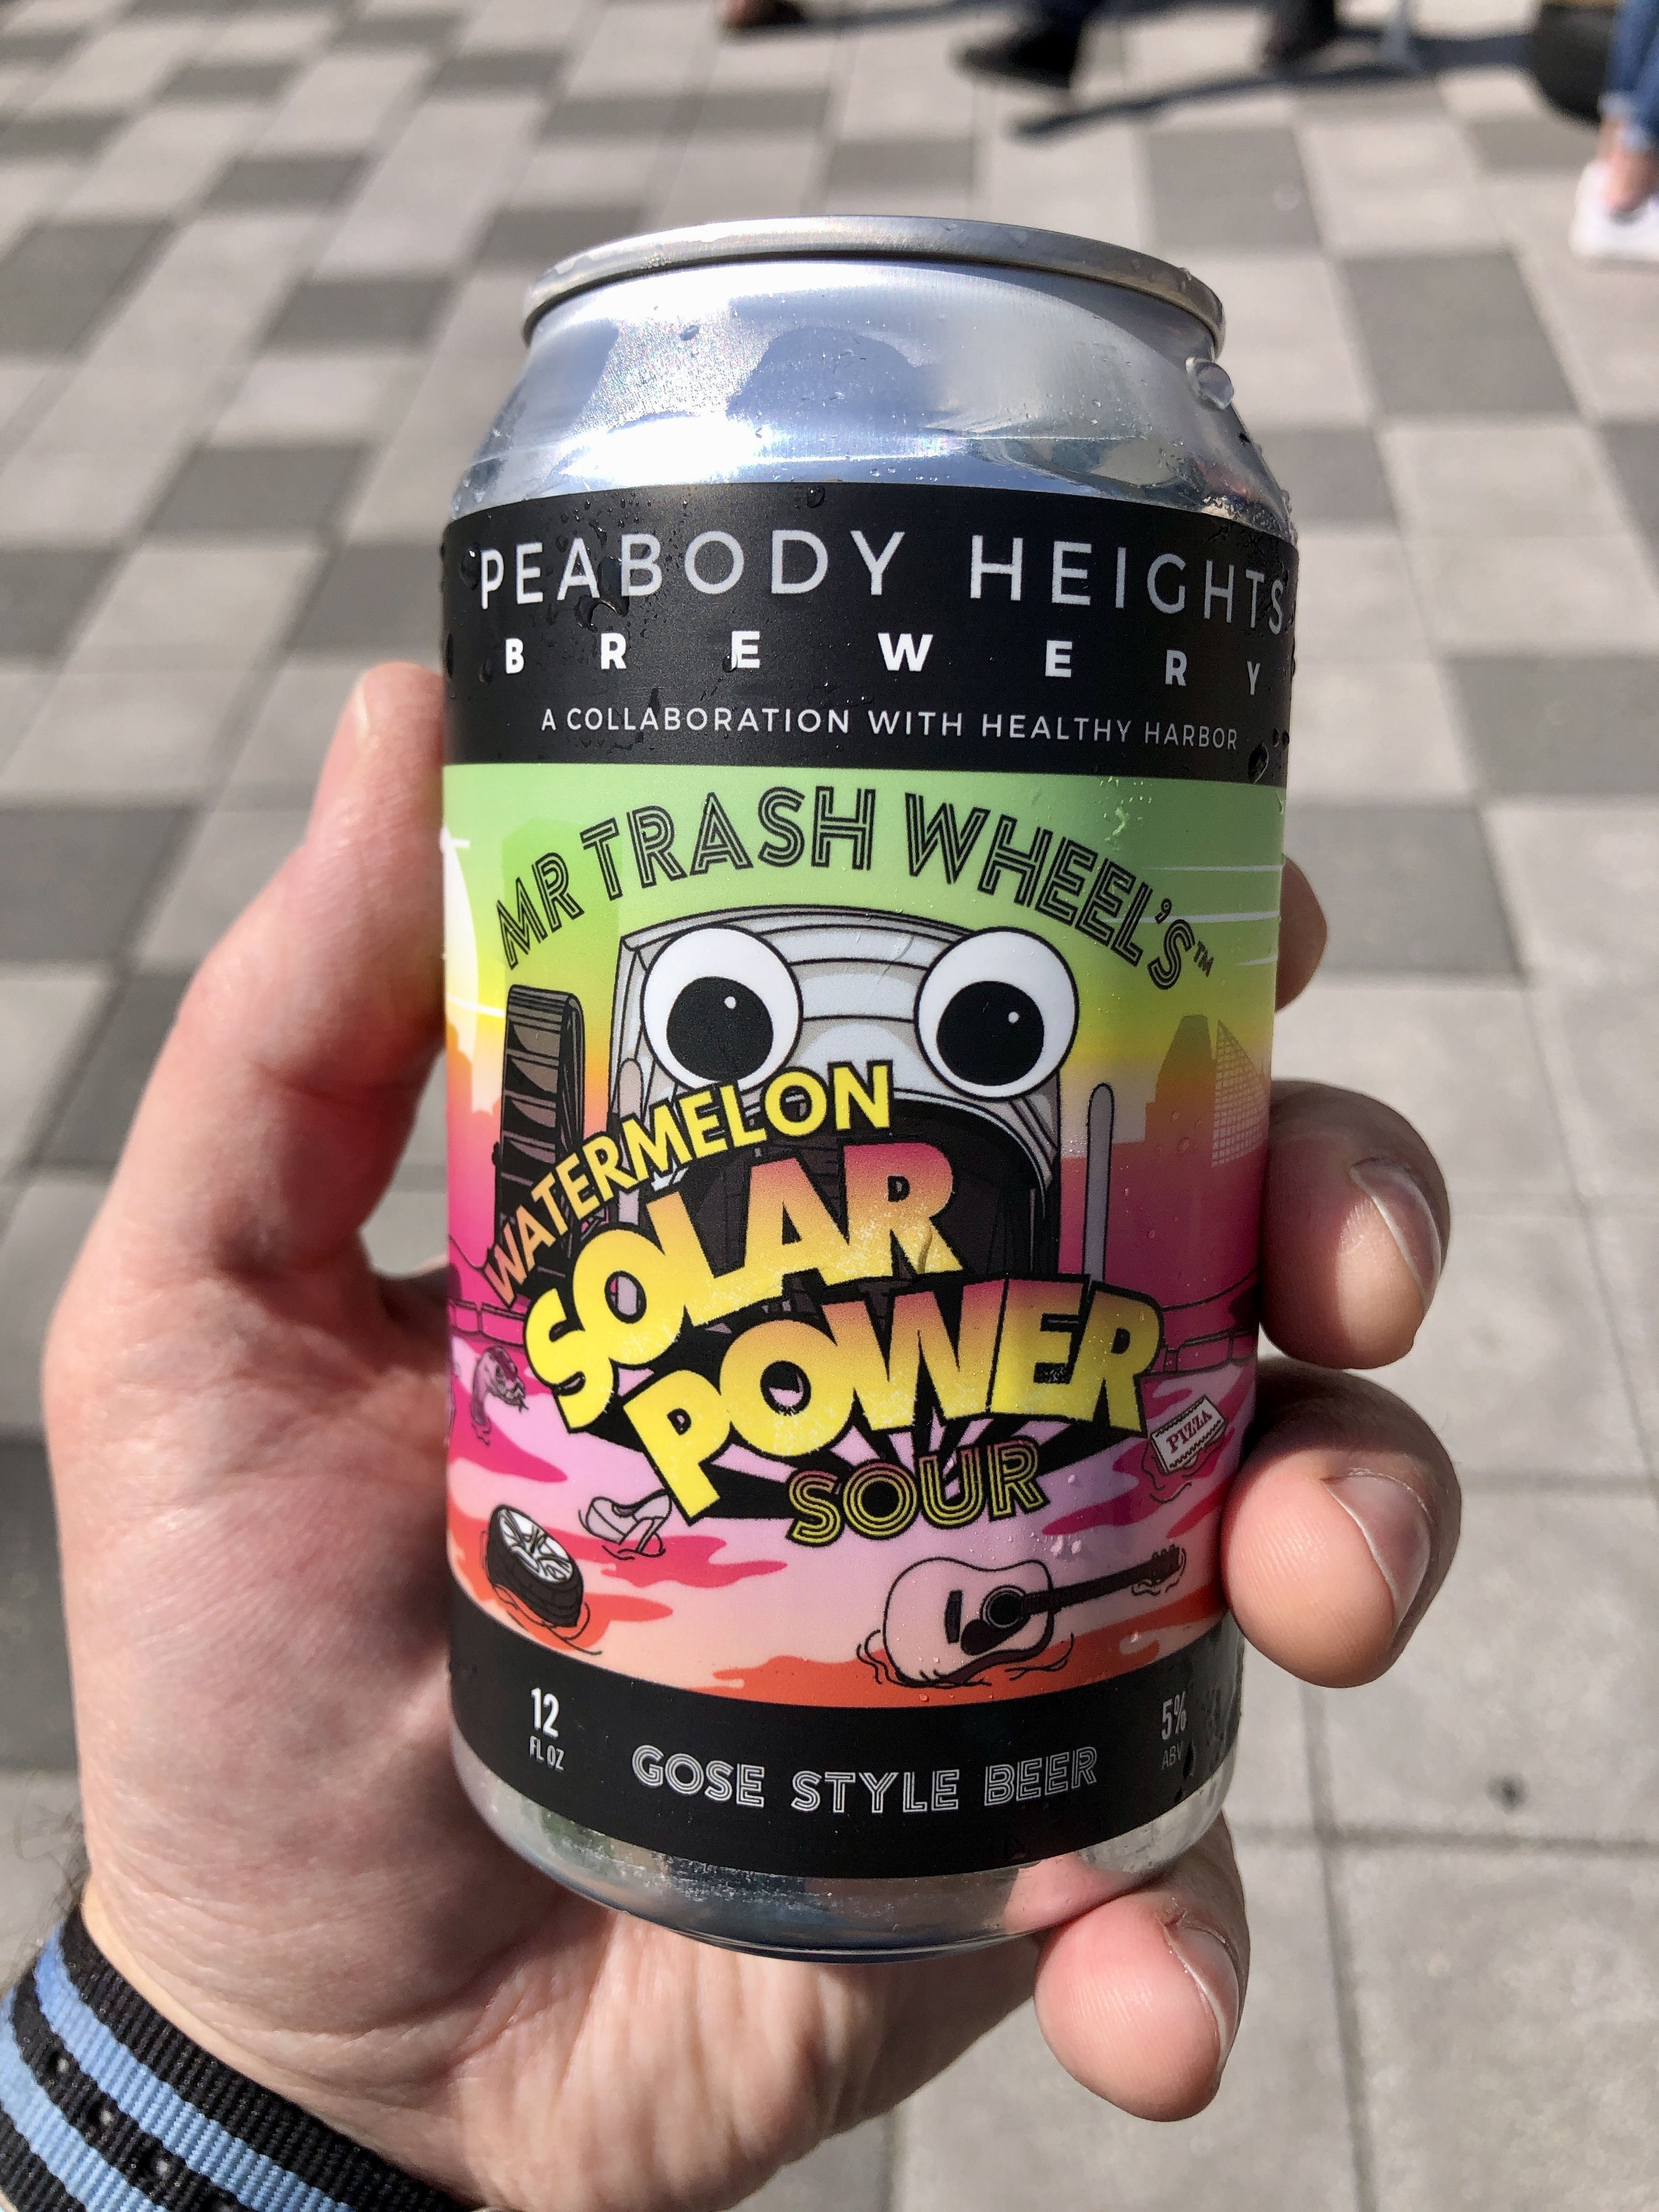 PEABODY HEIGHTS
BREWERY
A COLLABORATION WITH HEALTHY HARBOR
MR TRASH WHEEL'S™
WATERMELON
SOLAR
POWER
SOUR
PIZZA
12
FL OZ
GOSE STYLE BEER
5%
ABV